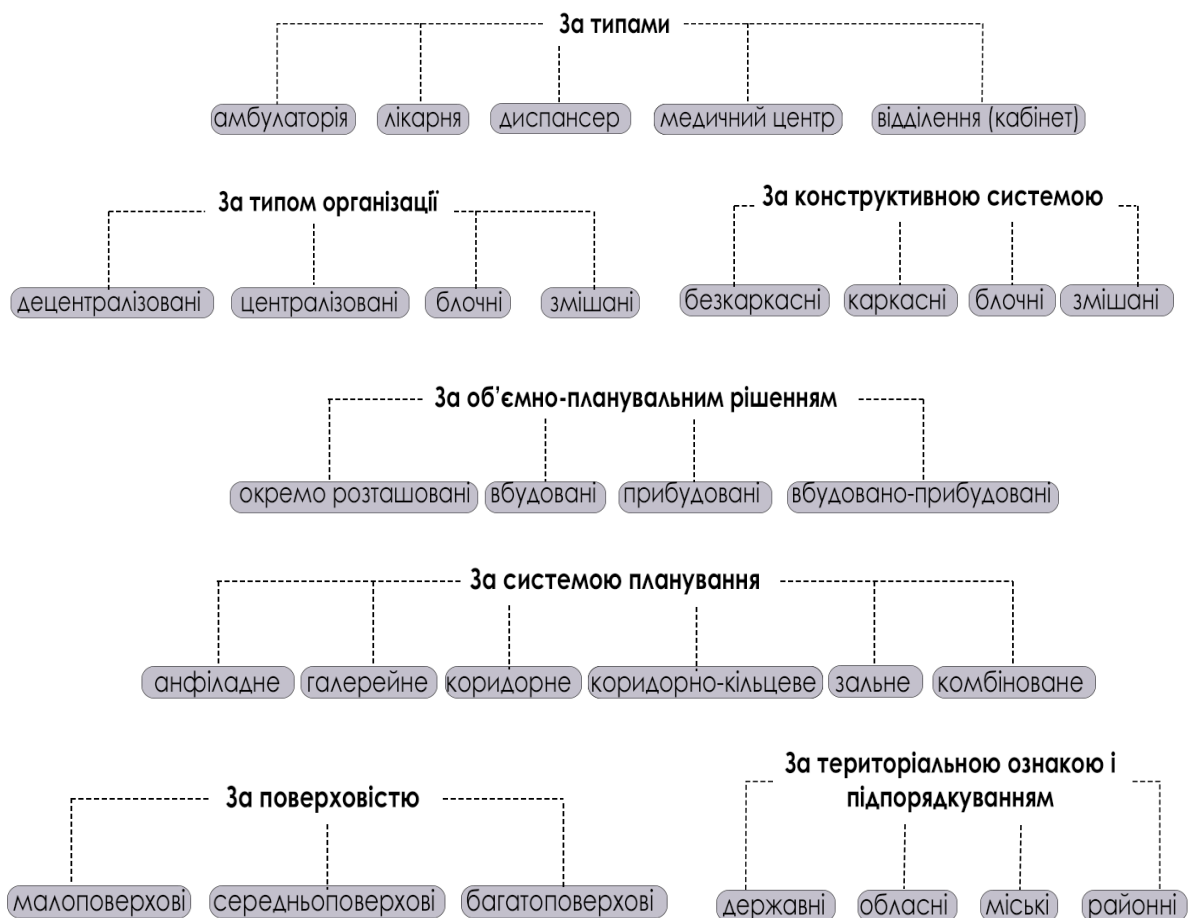 За типами
амбулаторія лікарня диспансер медичний центр відділення (кабінет)
За типом організації
децентралізовані централізовані блочні змішані
За конструктивною системою
безкаркасні каркасні блочні змішані
За об’ємно-планувальним рішенням
окремо розташовані вбудовані прибудовані вбудовано-прибудовані
За системою планування
анфіладне галерейне коридорне коридорно-кільцеве зальне комбіноване
За поверховістю
малоповерхові середньоповерхові багатоповерхові
За територіальною ознакою і
підпорядкуванням
державні обласні міські районні